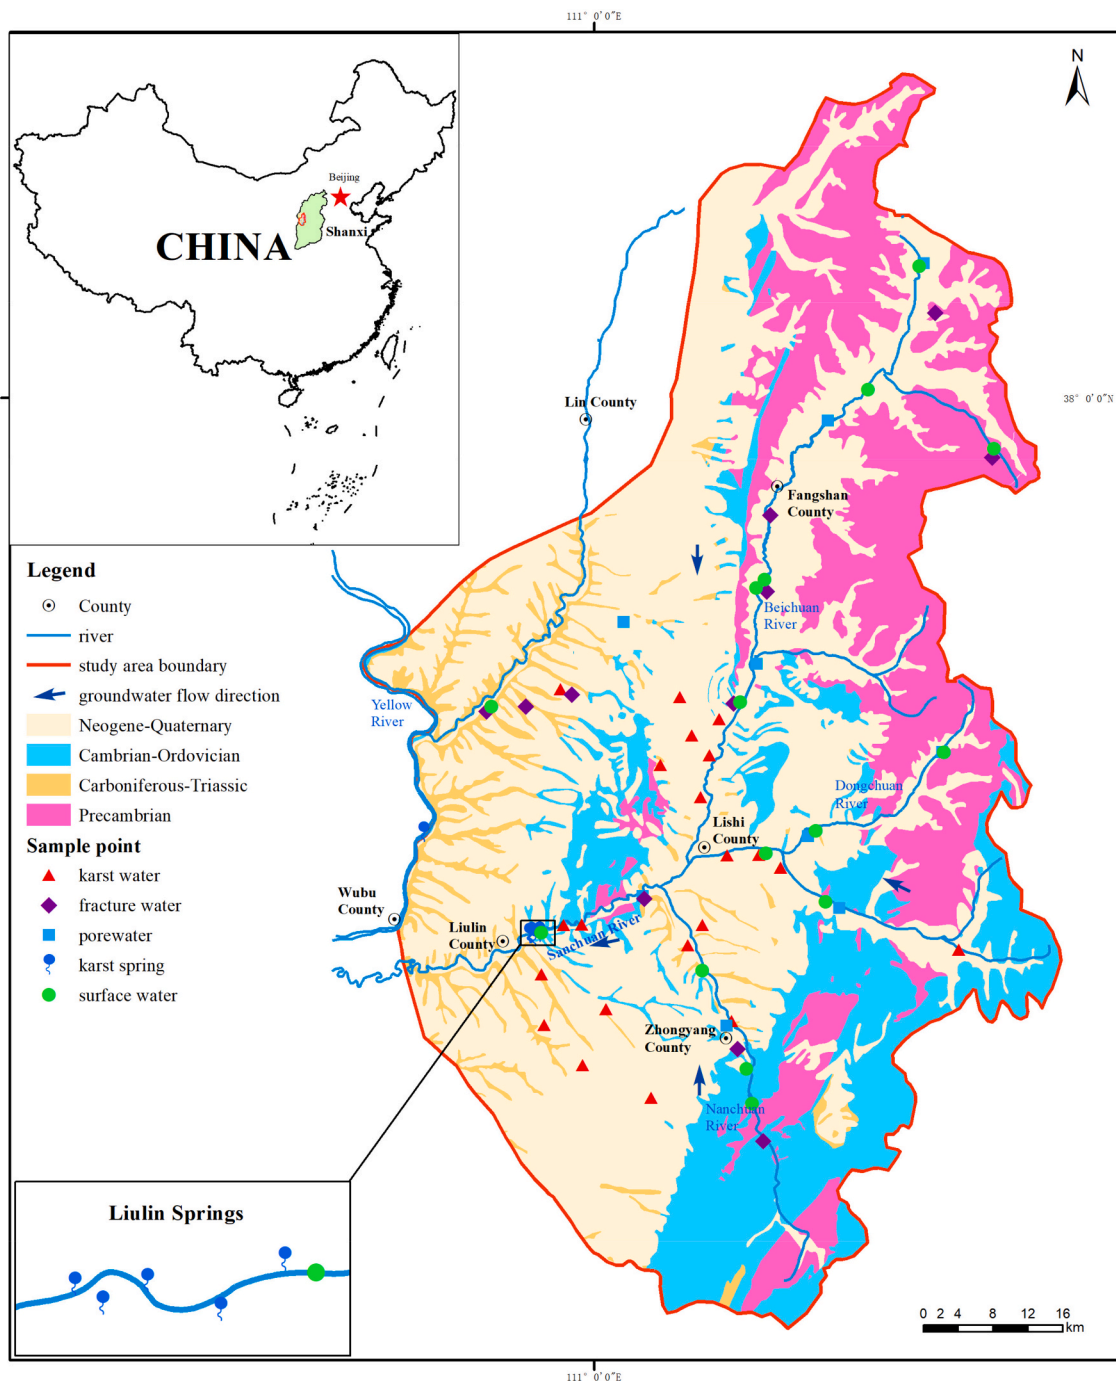 111° 0′0″E
N
Beijing
Shanxi
CHINA
38° 0′0″N
Lin County
Fangshan
County
Legend
County
river
study area boundary
groundwater flow direction
Neogene-Quaternary
Cambrian-Ordovician
Carboniferous-Triassic
Precambrian
Sample point
karst water
fracture water
porewater
karst spring
surface water
Beichuan
River
Yellow
River
Dongchuan
River
Lishi
County
Wubu
County
Liulin
County
Sanchuan River
Zhongyang
County
Nanchuan
River
Liulin Springs
0 2 4 8 12 16
km
111° 0′0″E